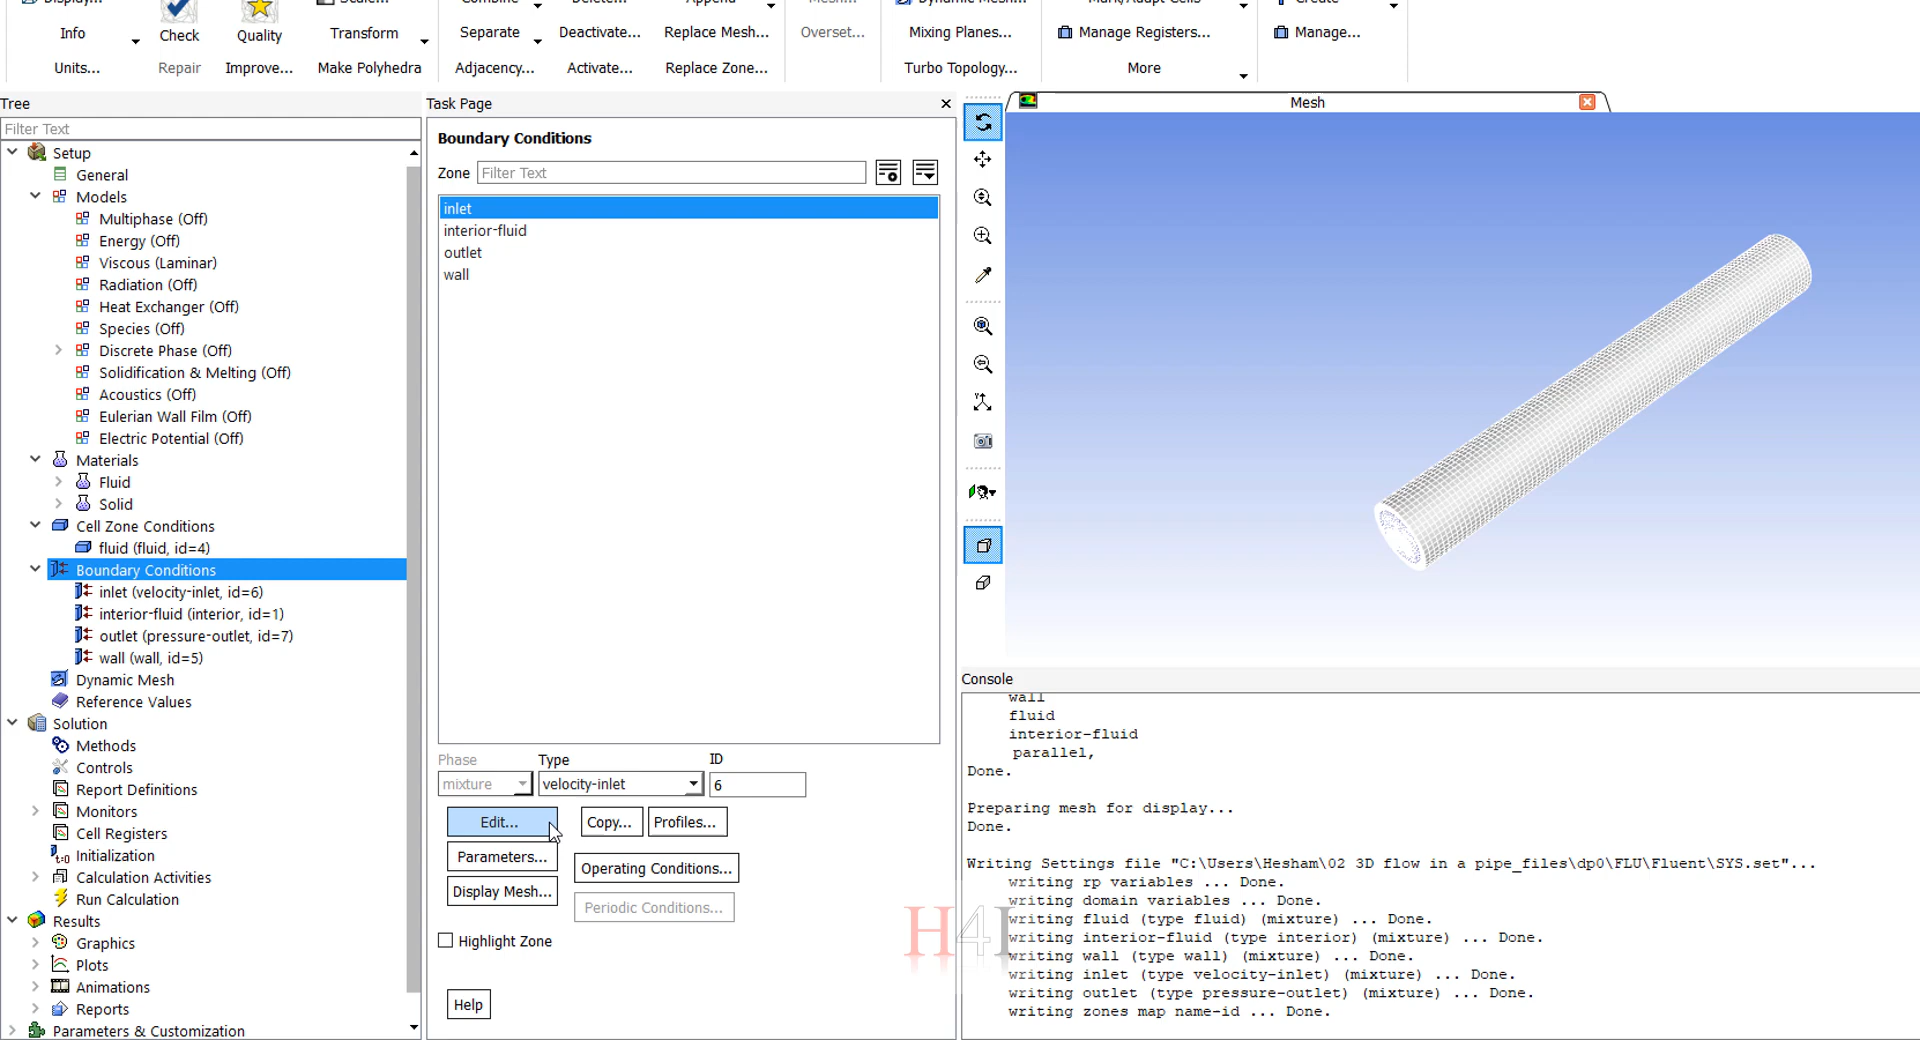 Info
Check
Quality
Transform
Separate
Deactivate...
Replace Mesh...
Overset...
Mixing Planes...
Manage Registers...
Manage...
Units...
Repair
Improve...
Make Polyhedra
Adjacency...
Activate...
Replace Zone...
Turbo Topology...
More
Tree
Filter Text
Setup
General
Models
Multiphase (Off)
Energy (Off)
Viscous (Laminar)
Radiation (Off)
Heat Exchanger (Off)
Species (Off)
Discrete Phase (Off)
Solidification & Melting (Off)
Acoustics (Off)
Eulerian Wall Film (Off)
Electric Potential (Off)
Materials
Fluid
Solid
Cell Zone Conditions
fluid (fluid, id=4)
Boundary Conditions
inlet (velocity-inlet, id=6)
interior-fluid (interior, id=1)
outlet (pressure-outlet, id=7)
wall (wall, id=5)
Dynamic Mesh
Reference Values
Solution
Methods
Controls
Report Definitions
Monitors
Cell Registers
Initialization
Calculation Activities
Run Calculation
Results
Graphics
Plots
Animations
Reports
Parameters & Customization
Task Page
Boundary Conditions
Zone Filter Text
inlet
interior-fluid
outlet
wall
Phase Type ID
mixture velocity-inlet 6
Edit... Copy... Profiles...
Parameters... Operating Conditions...
Display Mesh... Periodic Conditions...
Highlight Zone
Help
Mesh
Console
wall
fluid
interior-fluid
parallel,
Done.
Preparing mesh for display...
Done.
Writing Settings file "C:\Users\Hesham\02 3D flow in a pipe_files\dp0\FLU\Fluent\SYS.set"...
writing rp variables ... Done.
writing domain variables ... Done.
writing fluid (type fluid) (mixture) ... Done.
writing interior-fluid (type interior) (mixture) ... Done.
writing wall (type wall) (mixture) ... Done.
writing inlet (type velocity-inlet) (mixture) ... Done.
writing outlet (type pressure-outlet) (mixture) ... Done.
writing zones map name-id ... Done.
H4I